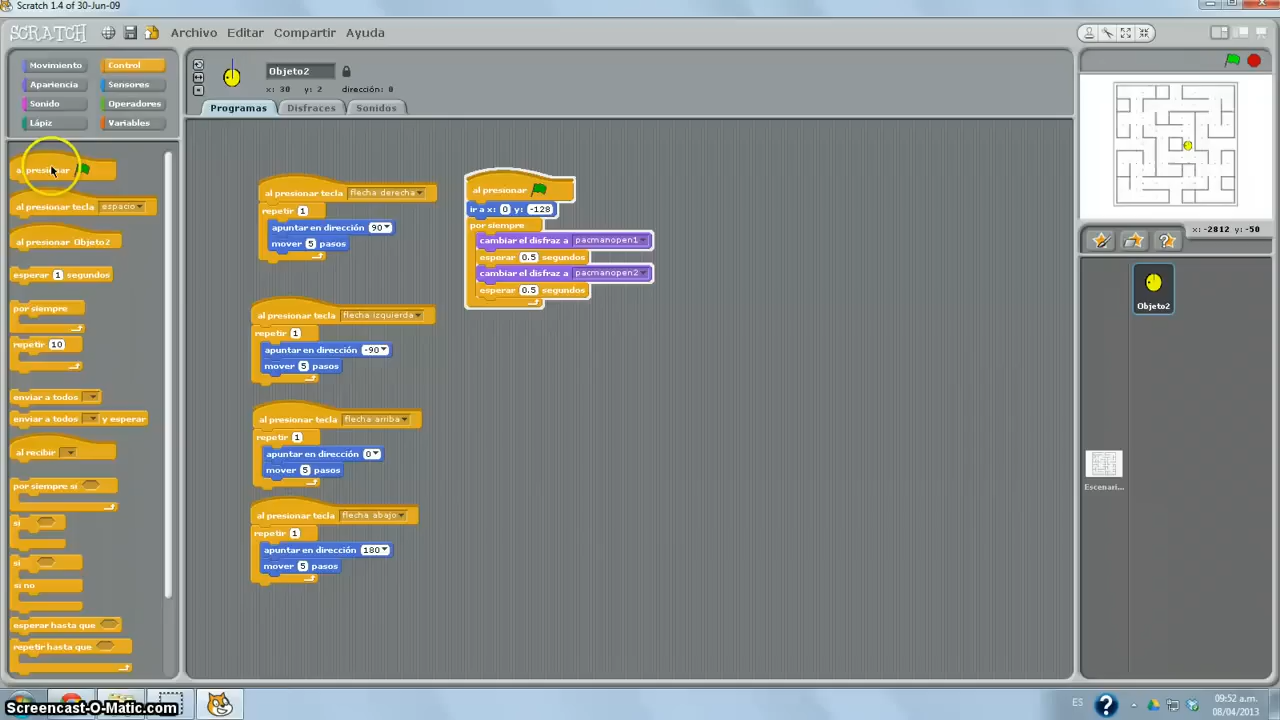 Scratch 1.4 of 30-Jun-09
SCRATCH
Archivo Editar Compartir Ayuda
Movimiento Control
Apariencia Sensores
Sonido Operadores
Lápiz Variables
al presionar
al presionar tecla espacio
al presionar Objeto2
esperar 1 segundos
por siempre
repetir 10
enviar a todos
enviar a todos y esperar
al recibir
por siempre si
si
si
si no
esperar hasta que
repetir hasta que
Objeto2
x: 30 y: 2 dirección: 0
Programas Disfraces Sonidos
al presionar tecla flecha derecha
repetir 1
apuntar en dirección 90
mover 5 pasos
al presionar tecla flecha izquierda
repetir 1
apuntar en dirección -90
mover 5 pasos
al presionar tecla flecha arriba
repetir 1
apuntar en dirección 0
mover 5 pasos
al presionar tecla flecha abajo
repetir 1
apuntar en dirección 180
mover 5 pasos
al presionar
ir a x: 0 y: -128
por siempre
cambiar el disfraz a pacmanopen1
esperar 0.5 segundos
cambiar el disfraz a pacmanopen2
esperar 0.5 segundos
x: -2812 y: -50
Objeto2
Escenari...
Screencast-O-Matic.com
ES
09:52 a.m.
08/04/2013